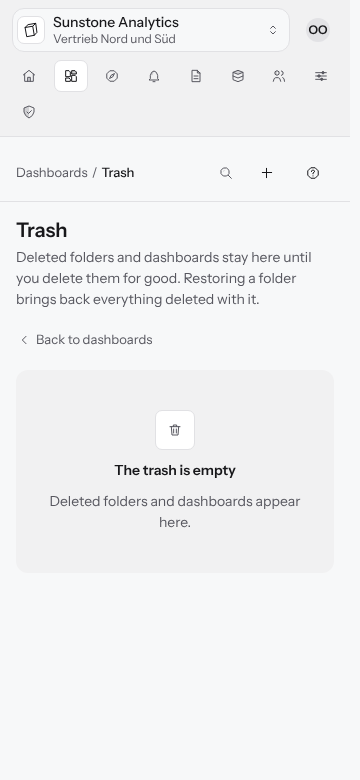 Sunstone Analytics
Vertrieb Nord und Süd
OO
Dashboards / Trash
Trash
Deleted folders and dashboards stay here until
you delete them for good. Restoring a folder
brings back everything deleted with it.
Back to dashboards
The trash is empty
Deleted folders and dashboards appear
here.